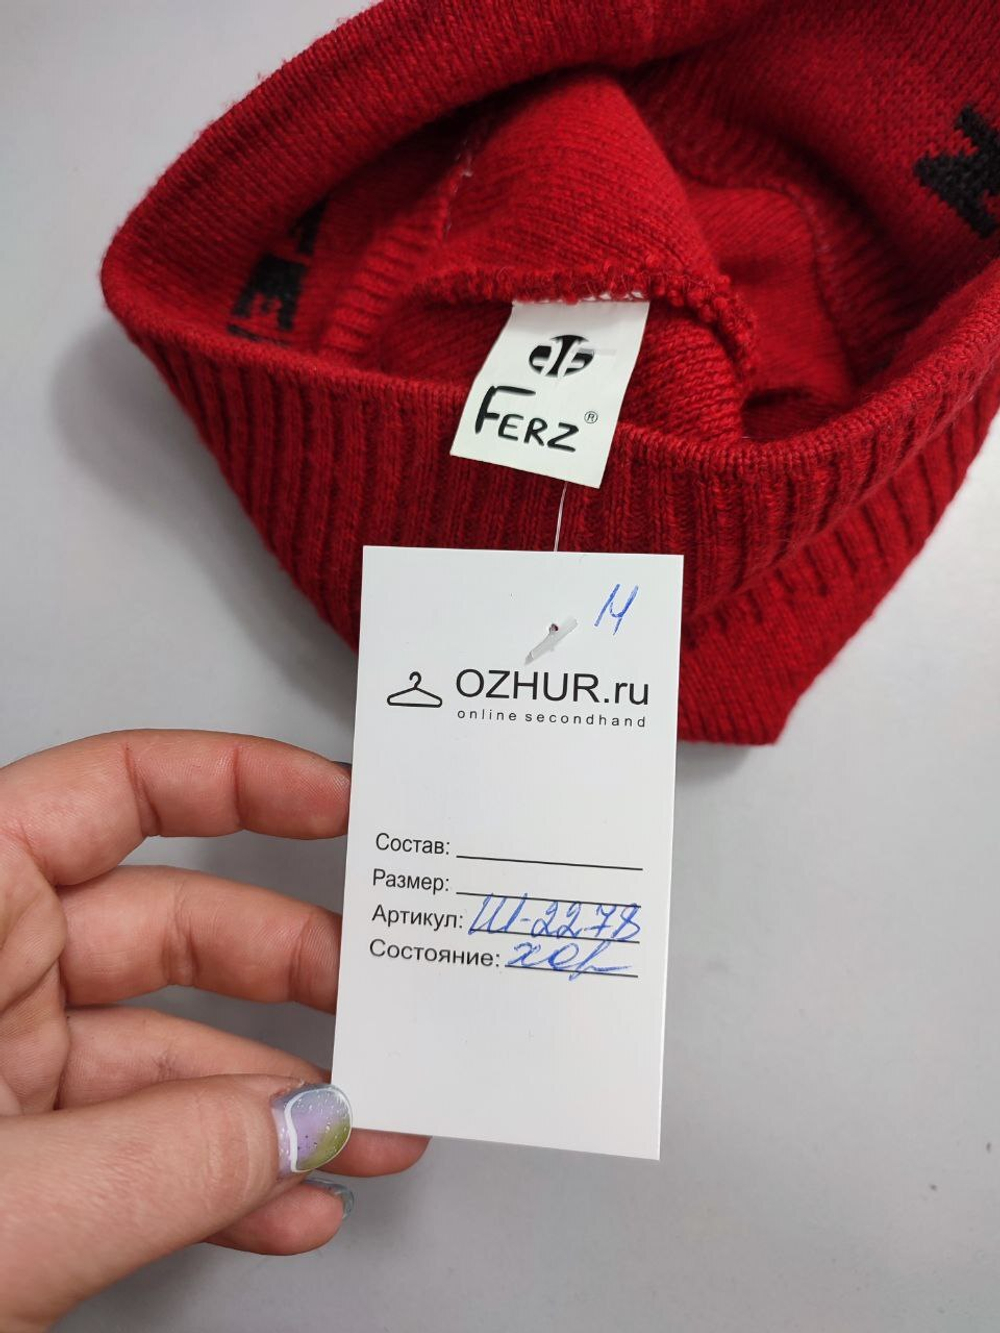 FERZ®
М
OZHUR.ru
online secondhand
Состав:
Размер:
Артикул: Ш-2278
Состояние: хор